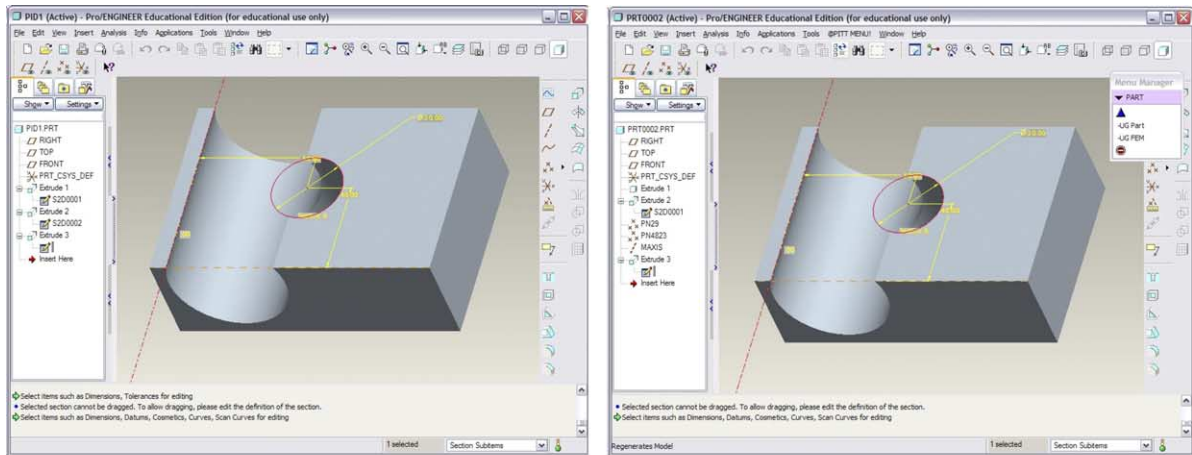 PID1 (Active) - Pro/ENGINEER Educational Edition (for educational use only)
File Edit View Insert Analysis Info Applications Tools Window Help
Show Settings
PID1.PRT
RIGHT
TOP
FRONT
PRT_CSYS_DEF
Extrude 1
S2D0001
Extrude 2
S2D0002
Extrude 3
Insert Here
Select items such as Dimensions, Tolerances for editing
Selected section cannot be dragged. To allow dragging, please edit the definition of the section.
Select items such as Dimensions, Datums, Cosmetics, Curves, Scan Curves for editing
1 selected
Section Subitems
PRT0002 (Active) - Pro/ENGINEER Educational Edition (for educational use only)
File Edit View Insert Analysis Info Applications Tools @PITT MENU! Window Help
Menu Manager
PART
-UG Part
-UG FEM
Show Settings
PRT0002.PRT
RIGHT
TOP
FRONT
PRT_CSYS_DEF
Extrude 1
Extrude 2
S2D0001
PN29
PN4823
MAXIS
Extrude 3
Insert Here
Selected section cannot be dragged. To allow dragging, please edit the definition of the section.
Select items such as Dimensions, Datums, Cosmetics, Curves, Scan Curves for editing
Regenerates Model
1 selected
Section Subitems